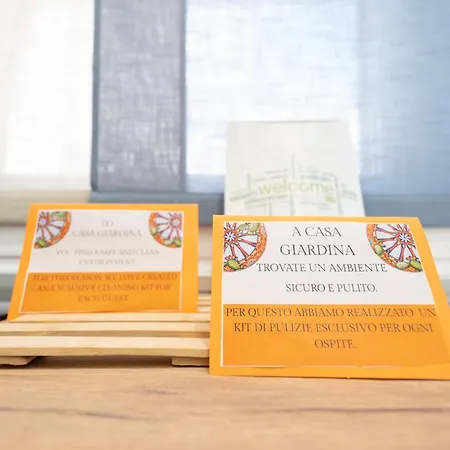 welcome
TO
CASA GIARDINA
YOU FIND A SAFE AND CLEAN
ENVIRONMENT.
FOR THIS REASON WE HAVE CREATED
AN EXCLUSIVE CLEANING KIT FOR
EACH GUEST
A CASA
GIARDINA
TROVATE UN AMBIENTE
SICURO E PULITO.
PER QUESTO ABBIAMO REALIZZATO UN
KIT DI PULIZIE ESCLUSIVO PER OGNI
OSPITE.